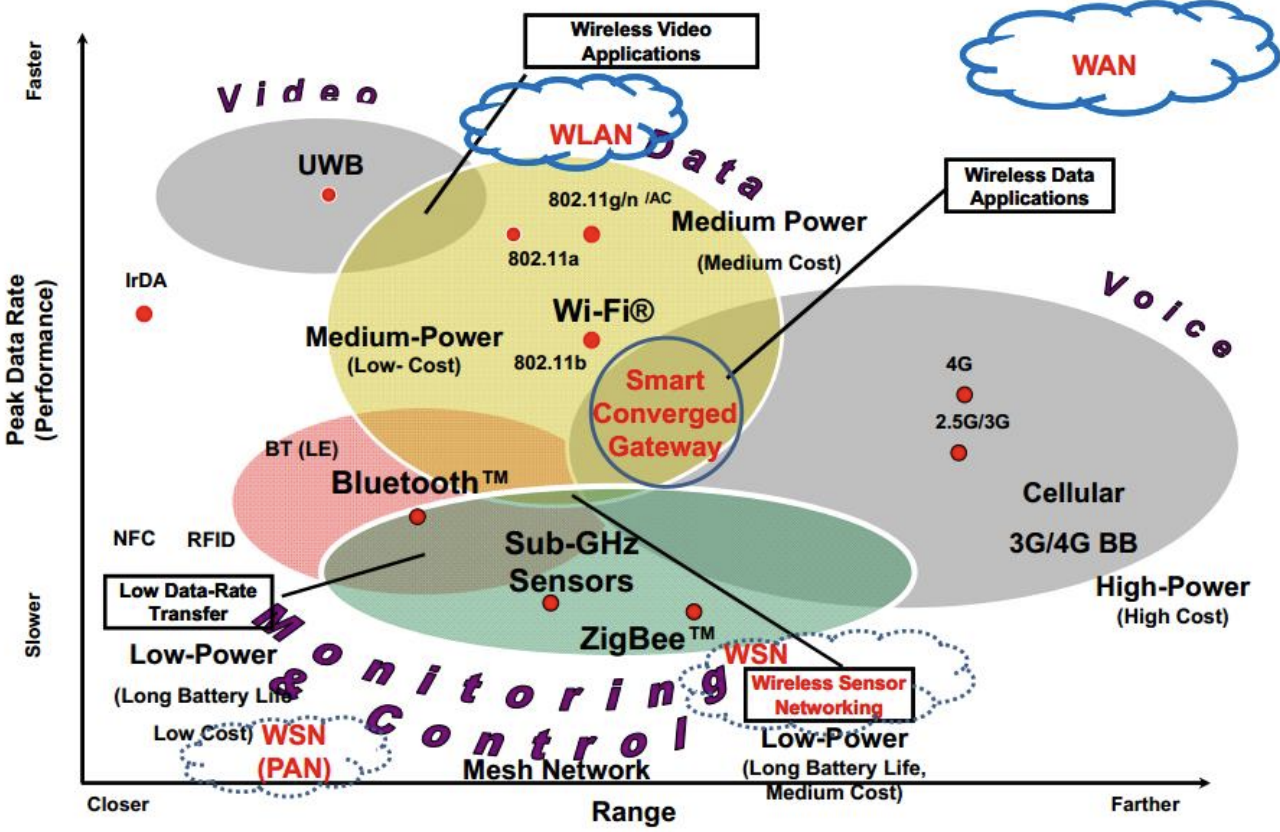 Wireless Video
Applications
WAN
Faster
Video
WLAN
Data
UWB
Wireless Data
Applications
802.11g/n /AC
Medium Power
(Medium Cost)
802.11a
IrDA
Voice
Wi-Fi®
Medium-Power
(Low- Cost)
802.11b
Peak Data Rate
(Performance)
4G
Smart
Converged
Gateway
2.5G/3G
BT (LE)
Bluetooth™
Cellular
NFC
RFID
Sub-GHz
Sensors
3G/4G BB
High-Power
(High Cost)
Low Data-Rate
Transfer
Slower
ZigBee™
Monitoring
& Control
Low-Power
(Long Battery Life
Low Cost)
WSN
(PAN)
WSN
Wireless Sensor
Networking
Low-Power
(Long Battery Life,
Medium Cost)
Mesh Network
Closer
Range
Farther